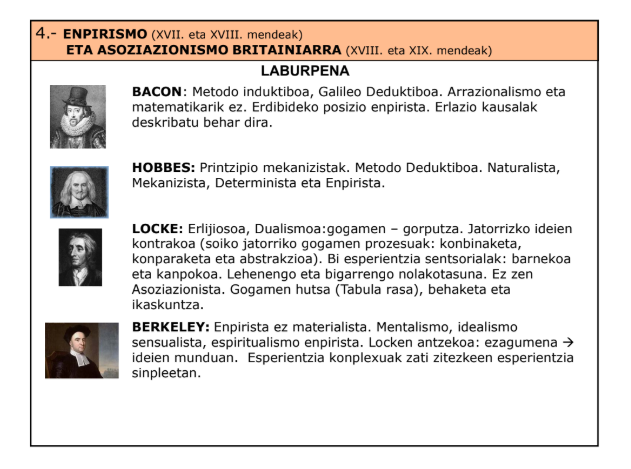 4.- ENPIRISMO (XVII. eta XVIII. mendeak)
ETA ASOZIAZIONISMO BRITAINIARRA (XVIII. eta XIX. mendeak)
LABURPENA
BACON: Metodo induktiboa, Galileo Deduktiboa. Arrazionalismo eta
matematikarik ez. Erdibideko posizio enpirista. Erlazio kausalak
deskribatu behar dira.
HOBBES: Printzipio mekanizistak. Metodo Deduktiboa. Naturalista,
Mekanizista, Determinista eta Enpirista.
LOCKE: Erlijiosoa, Dualismoa:gogamen – gorputza. Jatorrizko ideien
kontrakoa (soiko jatorriko gogamen prozesuak: konbinaketa,
konparaketa eta abstrakzioa). Bi esperientzia sentsorialak: barnekoa
eta kanpokoa. Lehenengo eta bigarrengo nolakotasuna. Ez zen
Asoziazionista. Gogamen hutsa (Tabula rasa), behaketa eta
ikaskuntza.
BERKELEY: Enpirista ez materialista. Mentalismo, idealismo
sensualista, espiritualismo enpirista. Locken antzekoa: ezagumena →
ideien munduan. Esperientzia konplexuak zati zitezkeen esperientzia
sinpleetan.